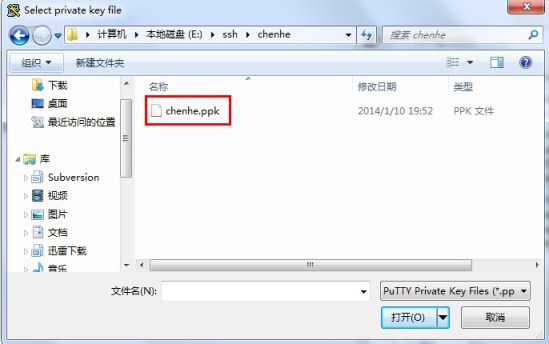 Select private key file
计算机 本地磁盘 (E:) ssh chenhe
搜索 chenhe
组织 新建文件夹
名称 修改日期 类型
下载
桌面
最近访问的位置
库
Subversion
视频
图片
文档
迅雷下载
音乐
chenhe.ppk 2014/1/10 19:52 PPK 文件
文件名(N):
PuTTY Private Key Files (*.pp
打开(O) 取消